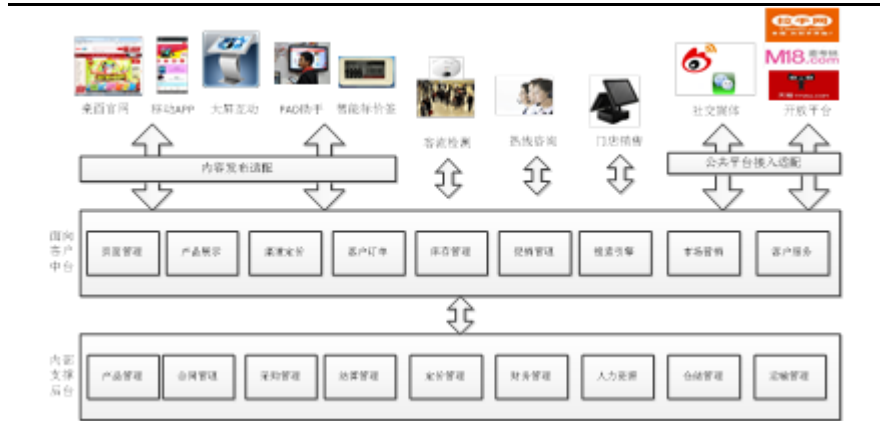 拉手网
M18.com
桌面官网
移动APP
大屏互动
PAD助手
智能标价签
客流检测
热线咨询
门店销售
社交媒体
开放平台
内容发布适配
公共平台接入适配
面向
客户
中台
页面管理
产品展示
渠道定价
客户订单
库存管理
促销管理
搜索引擎
市场营销
客户服务
内部
支撑
后台
产品管理
合同管理
采购管理
结算管理
定价管理
财务管理
人力资源
仓储管理
运输管理